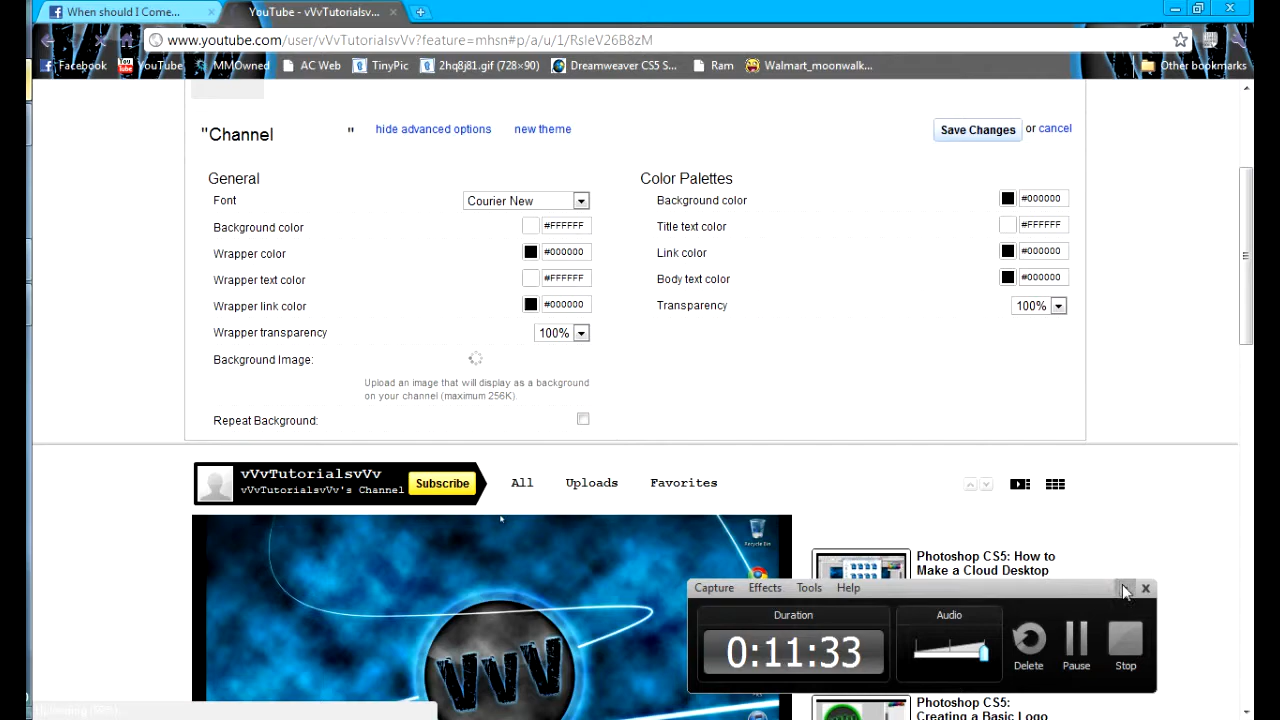 When should I Come...
YouTube - vVvTutorialsv...
www.youtube.com/user/vVvTutorialsvVv?feature=mhsn#p/a/u/1/RsIeV26B8zM
Facebook YouTube MMOwned AC Web TinyPic 2hq8j81.gif (728×90) Dreamweaver CS5 S... Ram Walmart_moonwalk... Other bookmarks
"Channel " hide advanced options new theme Save Changes or cancel
General
Font Courier New
Background color #FFFFFF
Wrapper color #000000
Wrapper text color #FFFFFF
Wrapper link color #000000
Wrapper transparency 100%
Background Image:
Upload an image that will display as a background
on your channel (maximum 256K).
Repeat Background:
Color Palettes
Background color #000000
Title text color #FFFFFF
Link color #000000
Body text color #000000
Transparency 100%
vVvTutorialsvVv
vVvTutorialsvVv's Channel
Subscribe
All Uploads Favorites
Recycle Bin
vVv
Photoshop CS5: How to
Make a Cloud Desktop
Capture Effects Tools Help
Duration
0:11:33
Audio
Delete Pause Stop
Photoshop CS5:
Creating a Basic Logo